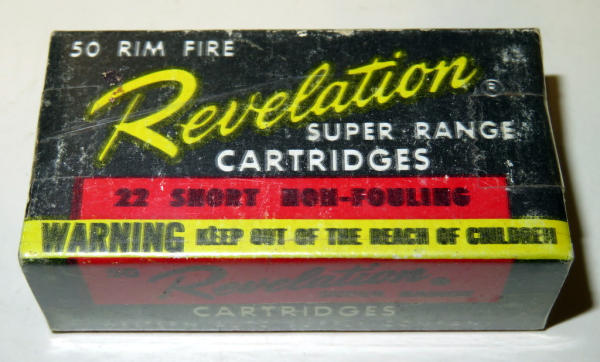 50 RIM FIRE
Revelation ®
SUPER RANGE
CARTRIDGES
22 SHORT NON-FOULING
WARNING KEEP OUT OF THE REACH OF CHILDREN
Revelation
CARTRIDGES